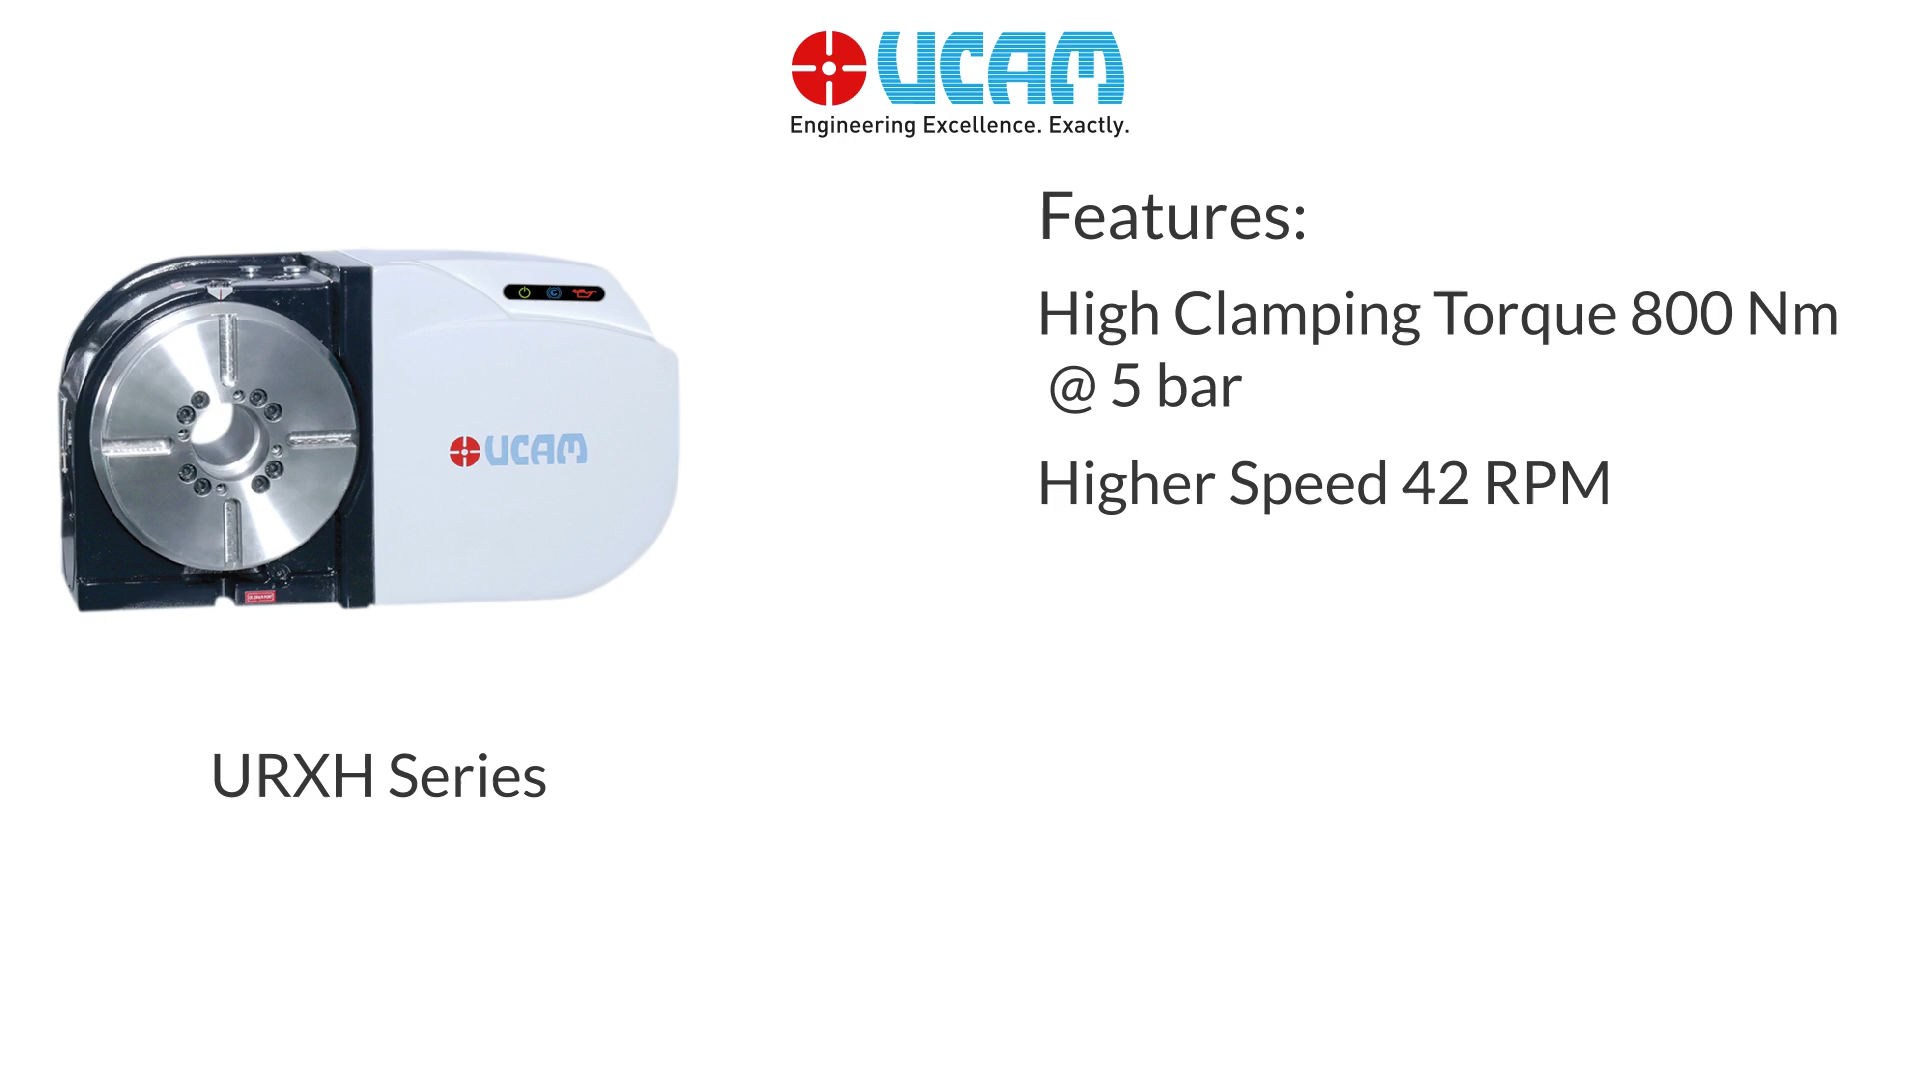 UCAM
Engineering Excellence. Exactly.
Features:
High Clamping Torque 800 Nm
@ 5 bar
Higher Speed 42 RPM
UCAM
URXH Series